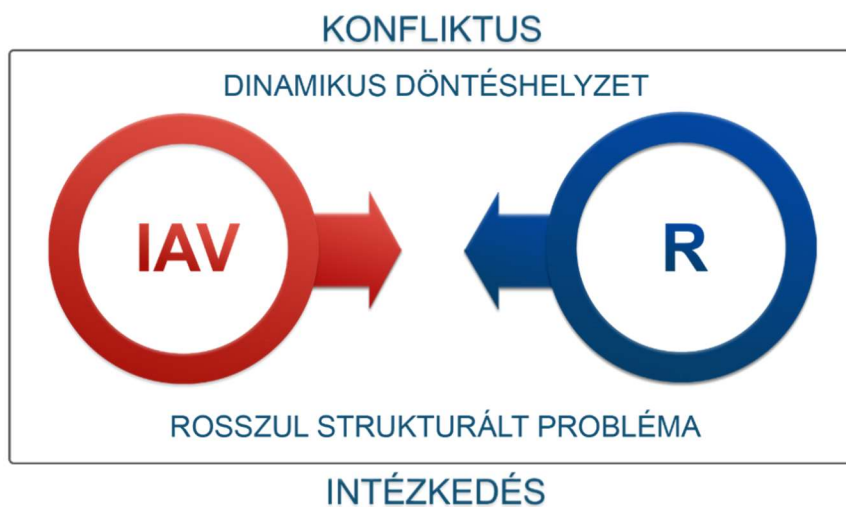 KONFLIKTUS
DINAMIKUS DÖNTÉSHELYZET
IAV
R
ROSSZUL STRUKTURÁLT PROBLÉMA
INTÉZKEDÉS